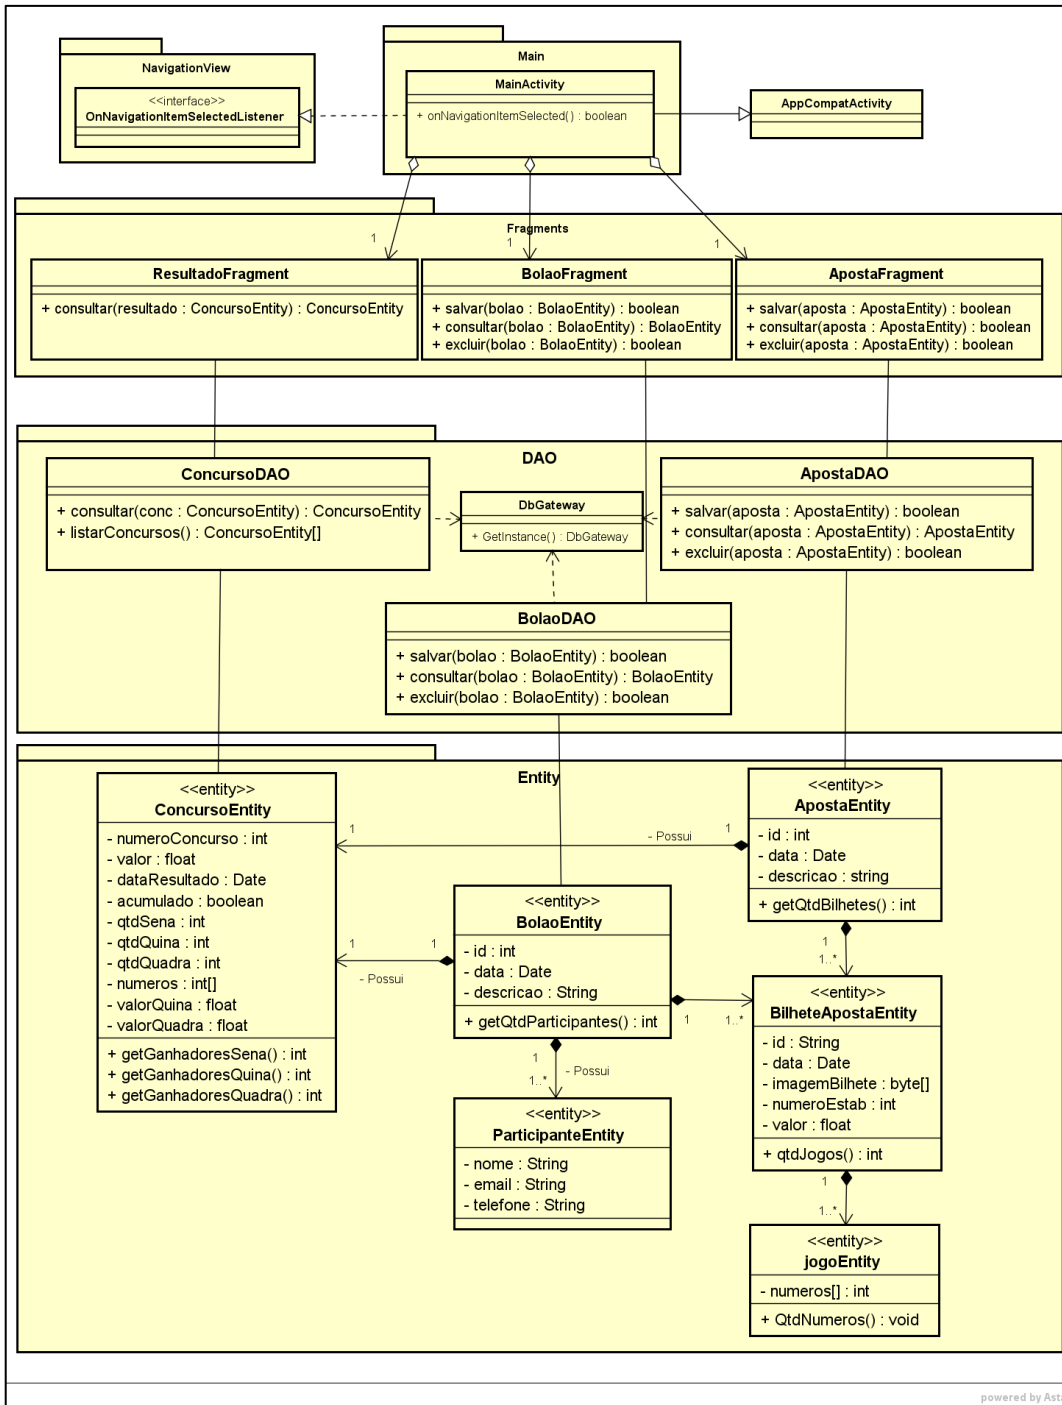 NavigationView
<<interface>>
OnNavigationItemSelectedListener
Main
MainActivity
+ onNavigationItemSelected() : boolean
AppCompatActivity
Fragments
1
1
1
ResultadoFragment
+ consultar(resultado : ConcursoEntity) : ConcursoEntity
BolaoFragment
+ salvar(bolao : BolaoEntity) : boolean
+ consultar(bolao : BolaoEntity) : BolaoEntity
+ excluir(bolao : BolaoEntity) : boolean
ApostaFragment
+ salvar(aposta : ApostaEntity) : boolean
+ consultar(aposta : ApostaEntity) : boolean
+ excluir(aposta : ApostaEntity) : boolean
DAO
ConcursoDAO
+ consultar(conc : ConcursoEntity) : ConcursoEntity
+ listarConcursos() : ConcursoEntity[]
DbGateway
+ GetInstance() : DbGateway
ApostaDAO
+ salvar(aposta : ApostaEntity) : boolean
+ consultar(aposta : ApostaEntity) : ApostaEntity
+ excluir(aposta : ApostaEntity) : boolean
BolaoDAO
+ salvar(bolao : BolaoEntity) : boolean
+ consultar(bolao : BolaoEntity) : BolaoEntity
+ excluir(bolao : BolaoEntity) : boolean
Entity
<<entity>>
ConcursoEntity
- numeroConcurso : int
- valor : float
- dataResultado : Date
- acumulado : boolean
- qtdSena : int
- qtdQuina : int
- qtdQuadra : int
- numeros : int[]
- valorQuina : float
- valorQuadra : float
+ getGanhadoresSena() : int
+ getGanhadoresQuina() : int
+ getGanhadoresQuadra() : int
1
- Possui
1
<<entity>>
ApostaEntity
- id : int
- data : Date
- descricao : string
+ getQtdBilhetes() : int
1
1..*
1
1
- Possui
<<entity>>
BolaoEntity
- id : int
- data : Date
- descricao : String
+ getQtdParticipantes() : int
1
1..*
1
- Possui
1..*
<<entity>>
BilheteApostaEntity
- id : String
- data : Date
- imagemBilhete : byte[]
- numeroEstab : int
- valor : float
+ qtdJogos() : int
<<entity>>
ParticipanteEntity
- nome : String
- email : String
- telefone : String
1
1..*
<<entity>>
jogoEntity
- numeros[] : int
+ QtdNumeros() : void
powered by Asta